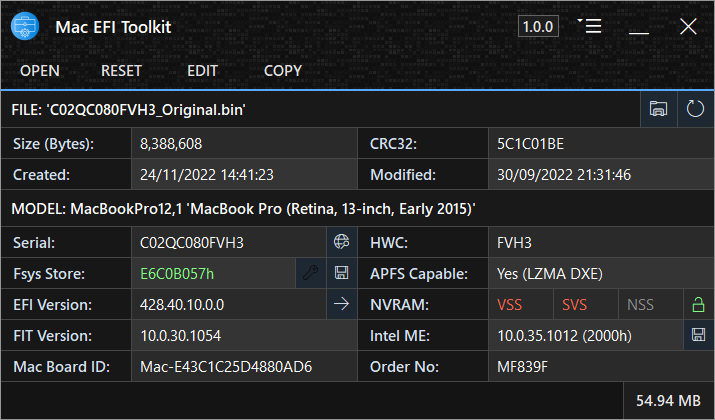 Mac EFI Toolkit 1.0.0
OPEN RESET EDIT COPY
FILE: 'C02QC080FVH3_Original.bin'
Size (Bytes): 8,388,608 CRC32: 5C1C01BE
Created: 24/11/2022 14:41:23 Modified: 30/09/2022 21:31:46
MODEL: MacBookPro12,1 'MacBook Pro (Retina, 13-inch, Early 2015)'
Serial: C02QC080FVH3 HWC: FVH3
Fsys Store: E6C0B057h APFS Capable: Yes (LZMA DXE)
EFI Version: 428.40.10.0.0 NVRAM: VSS SVS NSS
FIT Version: 10.0.30.1054 Intel ME: 10.0.35.1012 (2000h)
Mac Board ID: Mac-E43C1C25D4880AD6 Order No: MF839F
54.94 MB